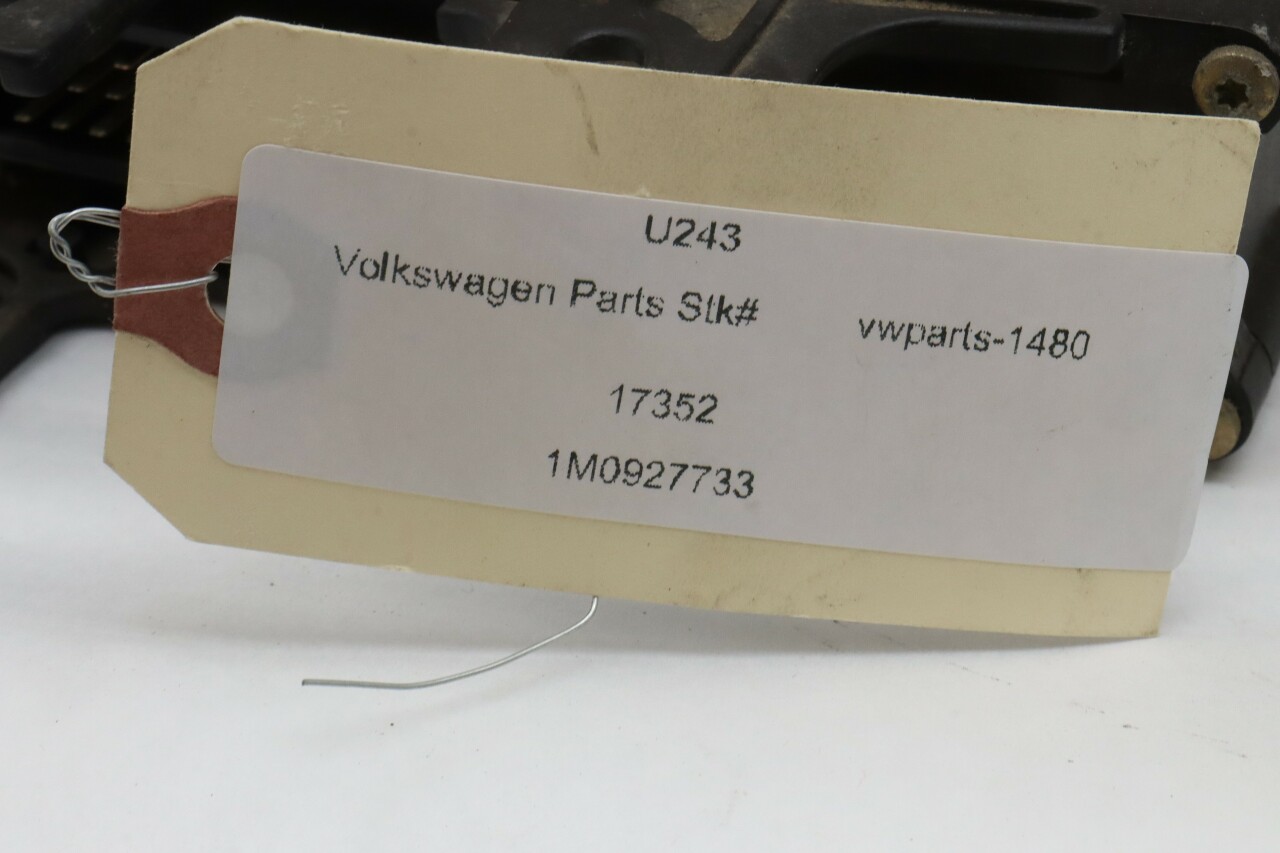 U243
Volkswagen Parts Stk# vwparts-1480
17352
1M0927733